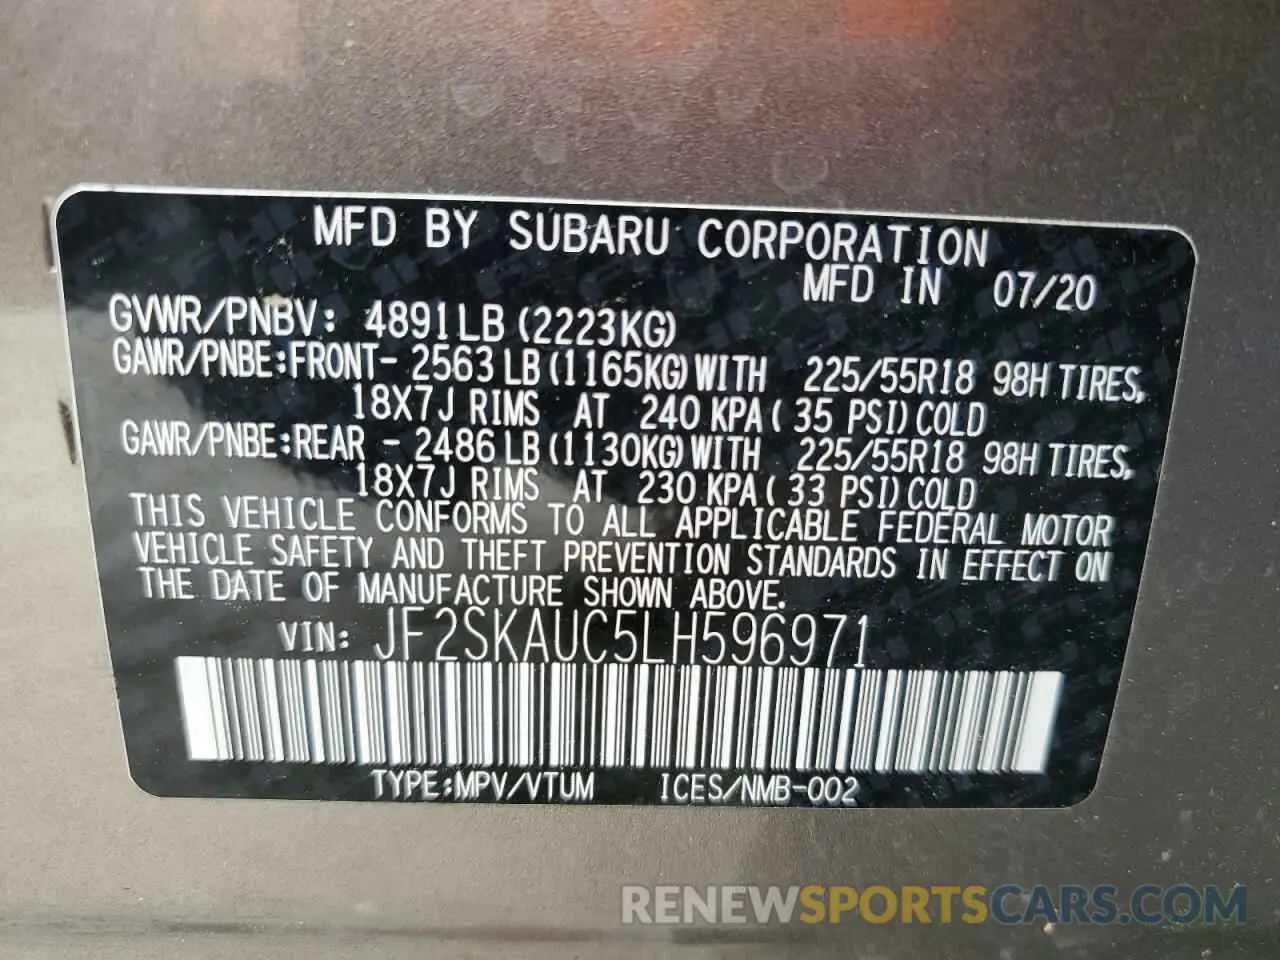 MFD BY SUBARU CORPORATION
MFD IN 07/20
GVWR/PNBV: 4891LB (2223KG)
GAWR/PNBE:FRONT- 2563 LB (1165KG) WITH 225/55R18 98H TIRES,
18X7J RIMS AT 240 KPA ( 35 PSI) COLD
GAWR/PNBE:REAR - 2486 LB (1130KG) WITH 225/55R18 98H TIRES,
18X7J RIMS AT 230 KPA ( 33 PSI) COLD
THIS VEHICLE CONFORMS TO ALL APPLICABLE FEDERAL MOTOR
VEHICLE SAFETY AND THEFT PREVENTION STANDARDS IN EFFECT ON
THE DATE OF MANUFACTURE SHOWN ABOVE.
VIN: JF2SKAUC5LH596971
TYPE:MPV/VTUM ICES/NMB-002
RENEWSPORTSCARS.COM